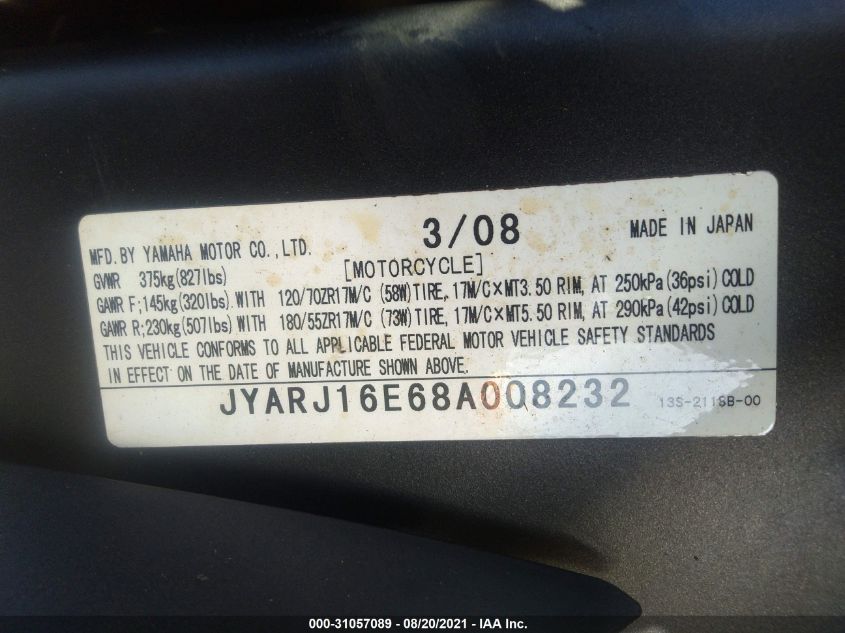 MFD. BY YAMAHA MOTOR CO., LTD. 3/08 MADE IN JAPAN
GVWR 375kg(827lbs) [MOTORCYCLE]
GAWR F;145kg(320lbs).WITH 120/70ZR17M/C (58W)TIRE, 17M/C×MT3.50 RIM, AT 250kPa(36psi)COLD
GAWR R;230kg(507lbs) WITH 180/55ZR17M/C (73W)TIRE, 17M/C×MT5.50 RIM, AT 290kPa(42psi)COLD
THIS VEHICLE CONFORMS TO ALL APPLICABLE FEDERAL MOTOR VEHICLE SAFETY STANDARDS
IN EFFECT ON THE DATE OF MANUFACTURE SHOWN ABOVE.
JYARJ16E68A008232 13S-2118B-00
000-31057089 - 08/20/2021 - IAA Inc.